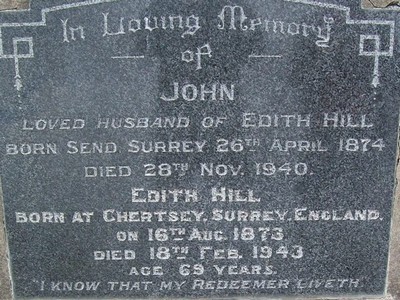 In Loving Memory
of
JOHN
LOVED HUSBAND OF EDITH HILL
BORN SEND SURREY 26TH APRIL 1874
DIED 28TH NOV. 1940.
EDITH HILL
BORN AT CHERTSEY, SURREY, ENGLAND.
ON 16TH AUG. 1873
DIED 18TH FEB. 1943
AGE 69 YEARS.
"I KNOW THAT MY REDEEMER LIVETH.